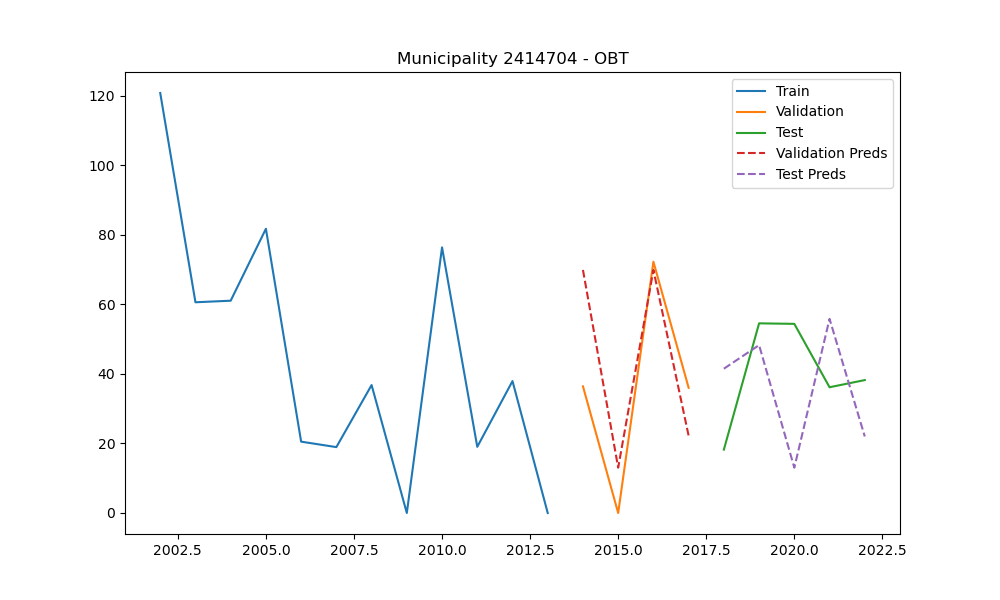 Municipality 2414704 - OBT
Train
Validation
Test
Validation Preds
Test Preds
120
100
80
60
40
20
0
2002.5 2005.0 2007.5 2010.0 2012.5 2015.0 2017.5 2020.0 2022.5